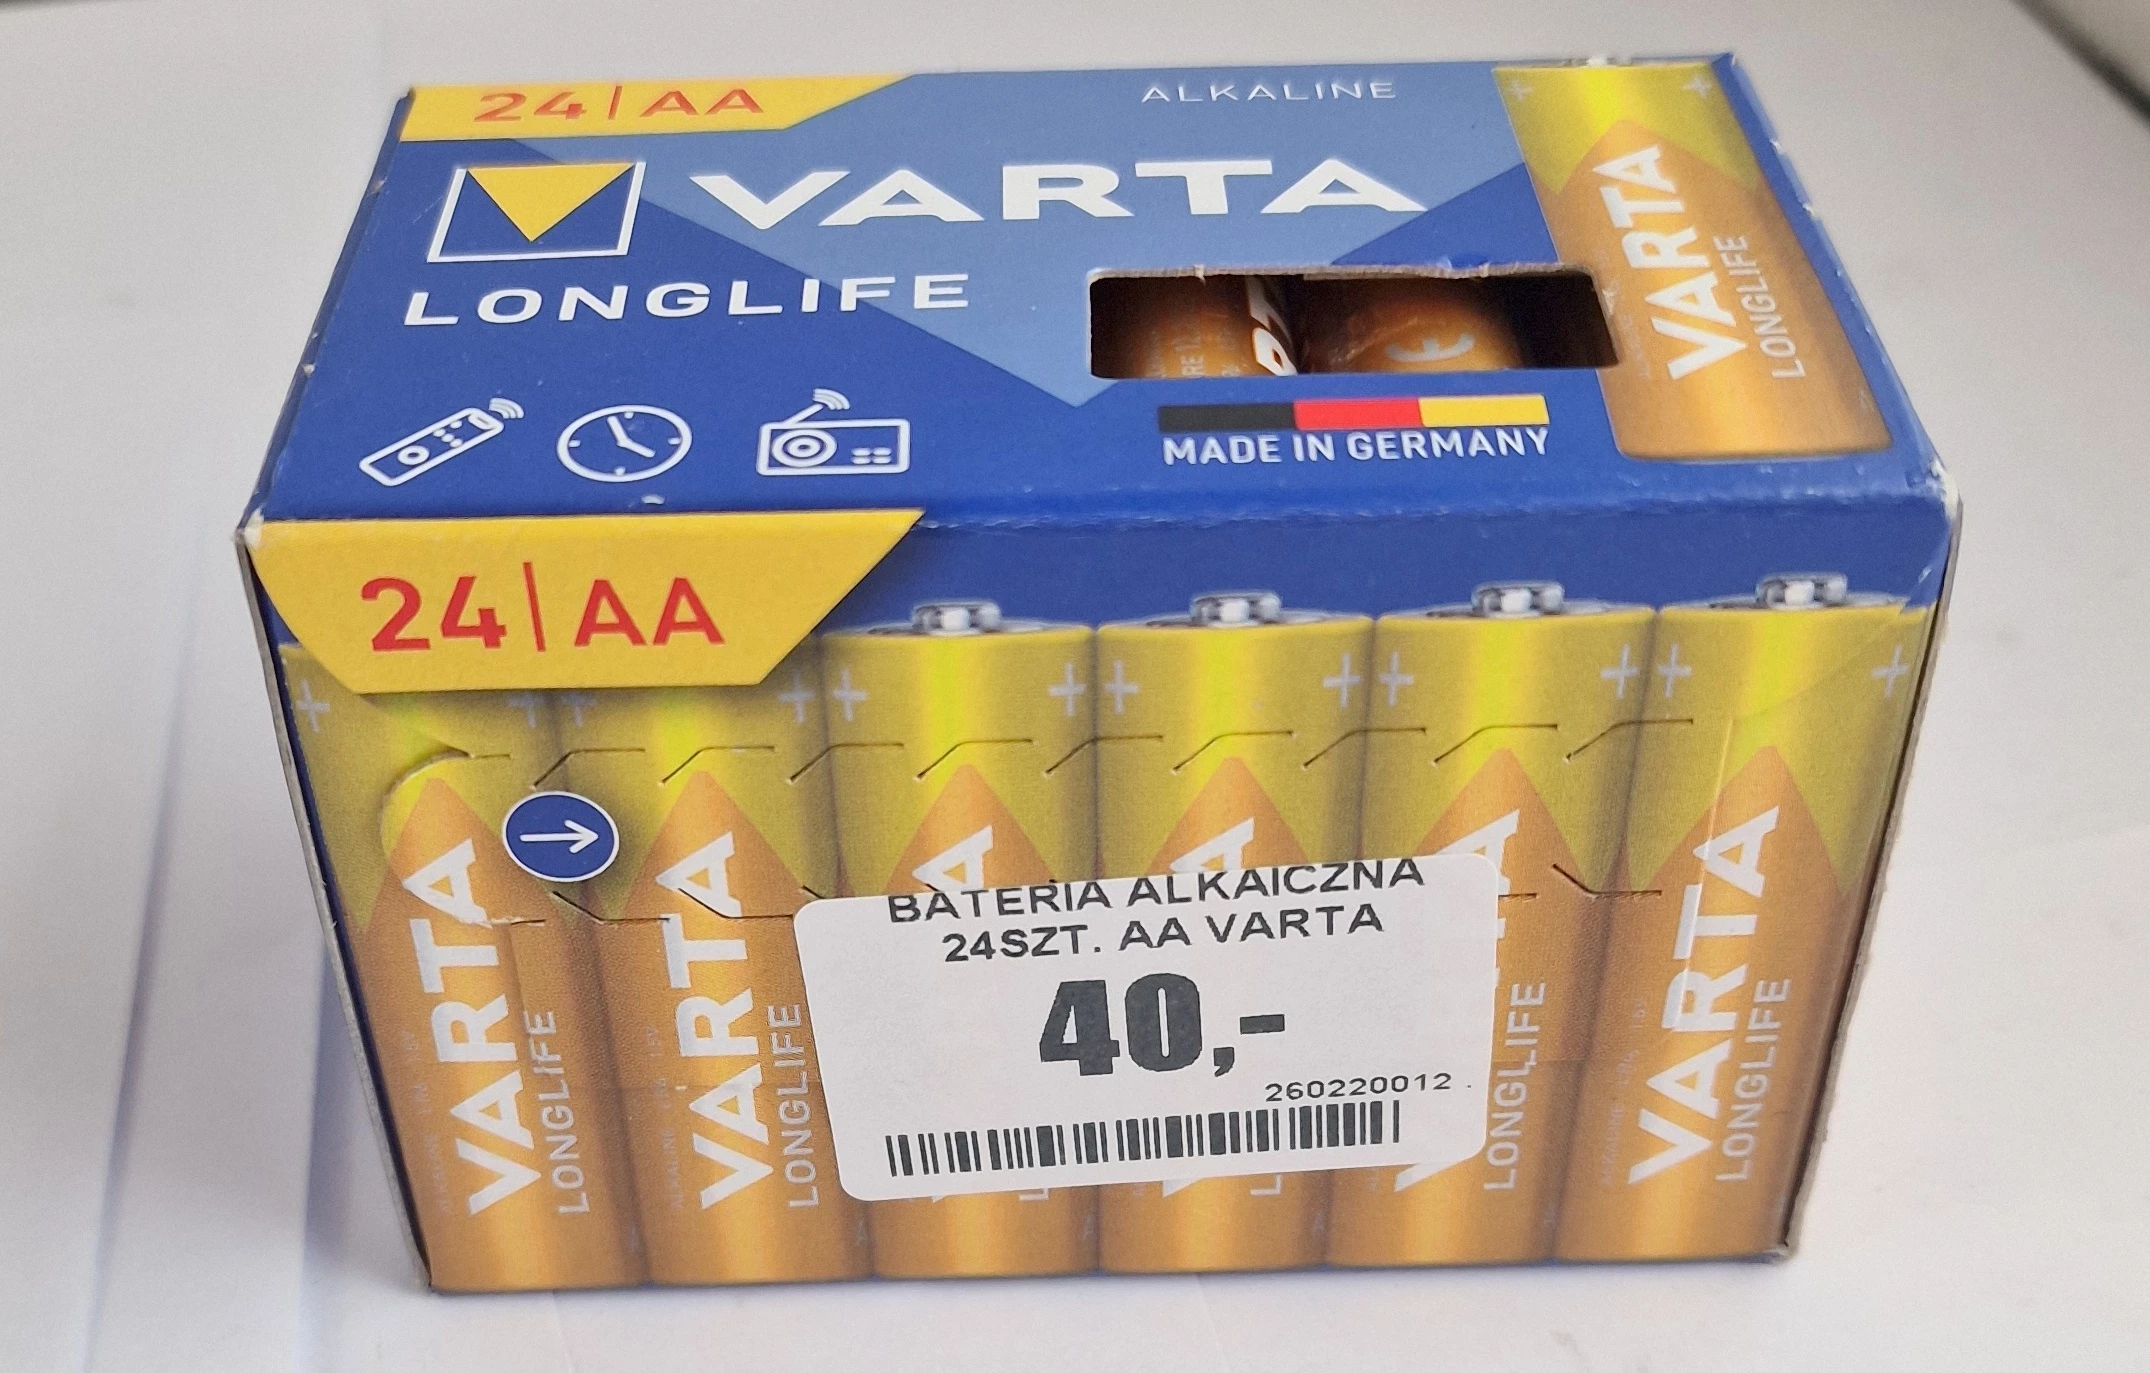 24|AA
ALKALINE
VARTA
LONGLIFE
MADE IN GERMANY
VARTA
LONGLIFE
24|AA
VARTA
LONGLIFE
VARTA
LONGLIFE
BATERIA ALKAICZNA
24SZT. AA VARTA
40,-
260220012
LONGLIFE
VARTA
LONGLIFE